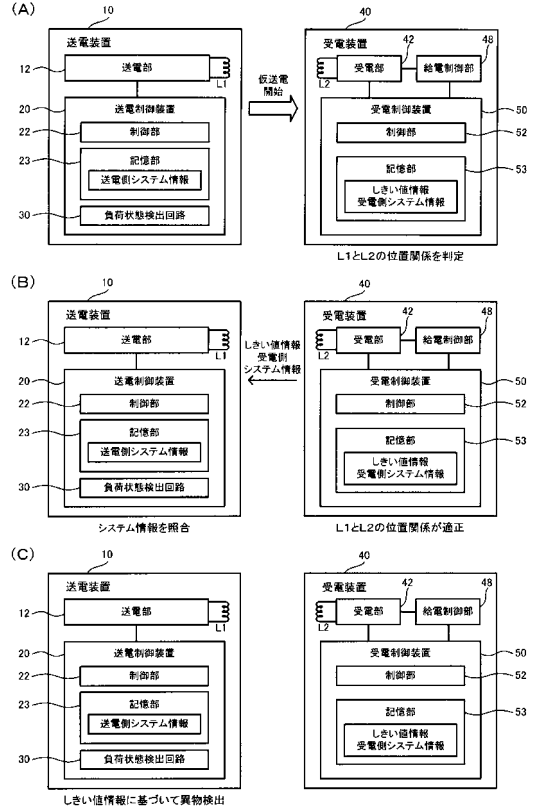 (A)
10
送電装置
12
送電部
L1
20
送電制御装置
22
制御部
23
記憶部
送電側システム情報
30
負荷状態検出回路
仮送電
開始
40
受電装置
42
48
L2
受電部
給電制御部
受電制御装置
50
制御部
52
記憶部
53
しきい値情報
受電側システム情報
L1とL2の位置関係を判定
(B)
10
送電装置
12
送電部
L1
20
送電制御装置
22
制御部
23
記憶部
送電側システム情報
30
負荷状態検出回路
システム情報を照合
しきい値情報
受電側
システム情報
40
受電装置
42
48
L2
受電部
給電制御部
受電制御装置
50
制御部
52
記憶部
53
しきい値情報
受電側システム情報
L1とL2の位置関係が適正
(C)
10
送電装置
12
送電部
L1
20
送電制御装置
22
制御部
23
記憶部
送電側システム情報
30
負荷状態検出回路
しきい値情報に基づいて異物検出
40
受電装置
42
48
L2
受電部
給電制御部
受電制御装置
50
制御部
52
記憶部
53
しきい値情報
受電側システム情報